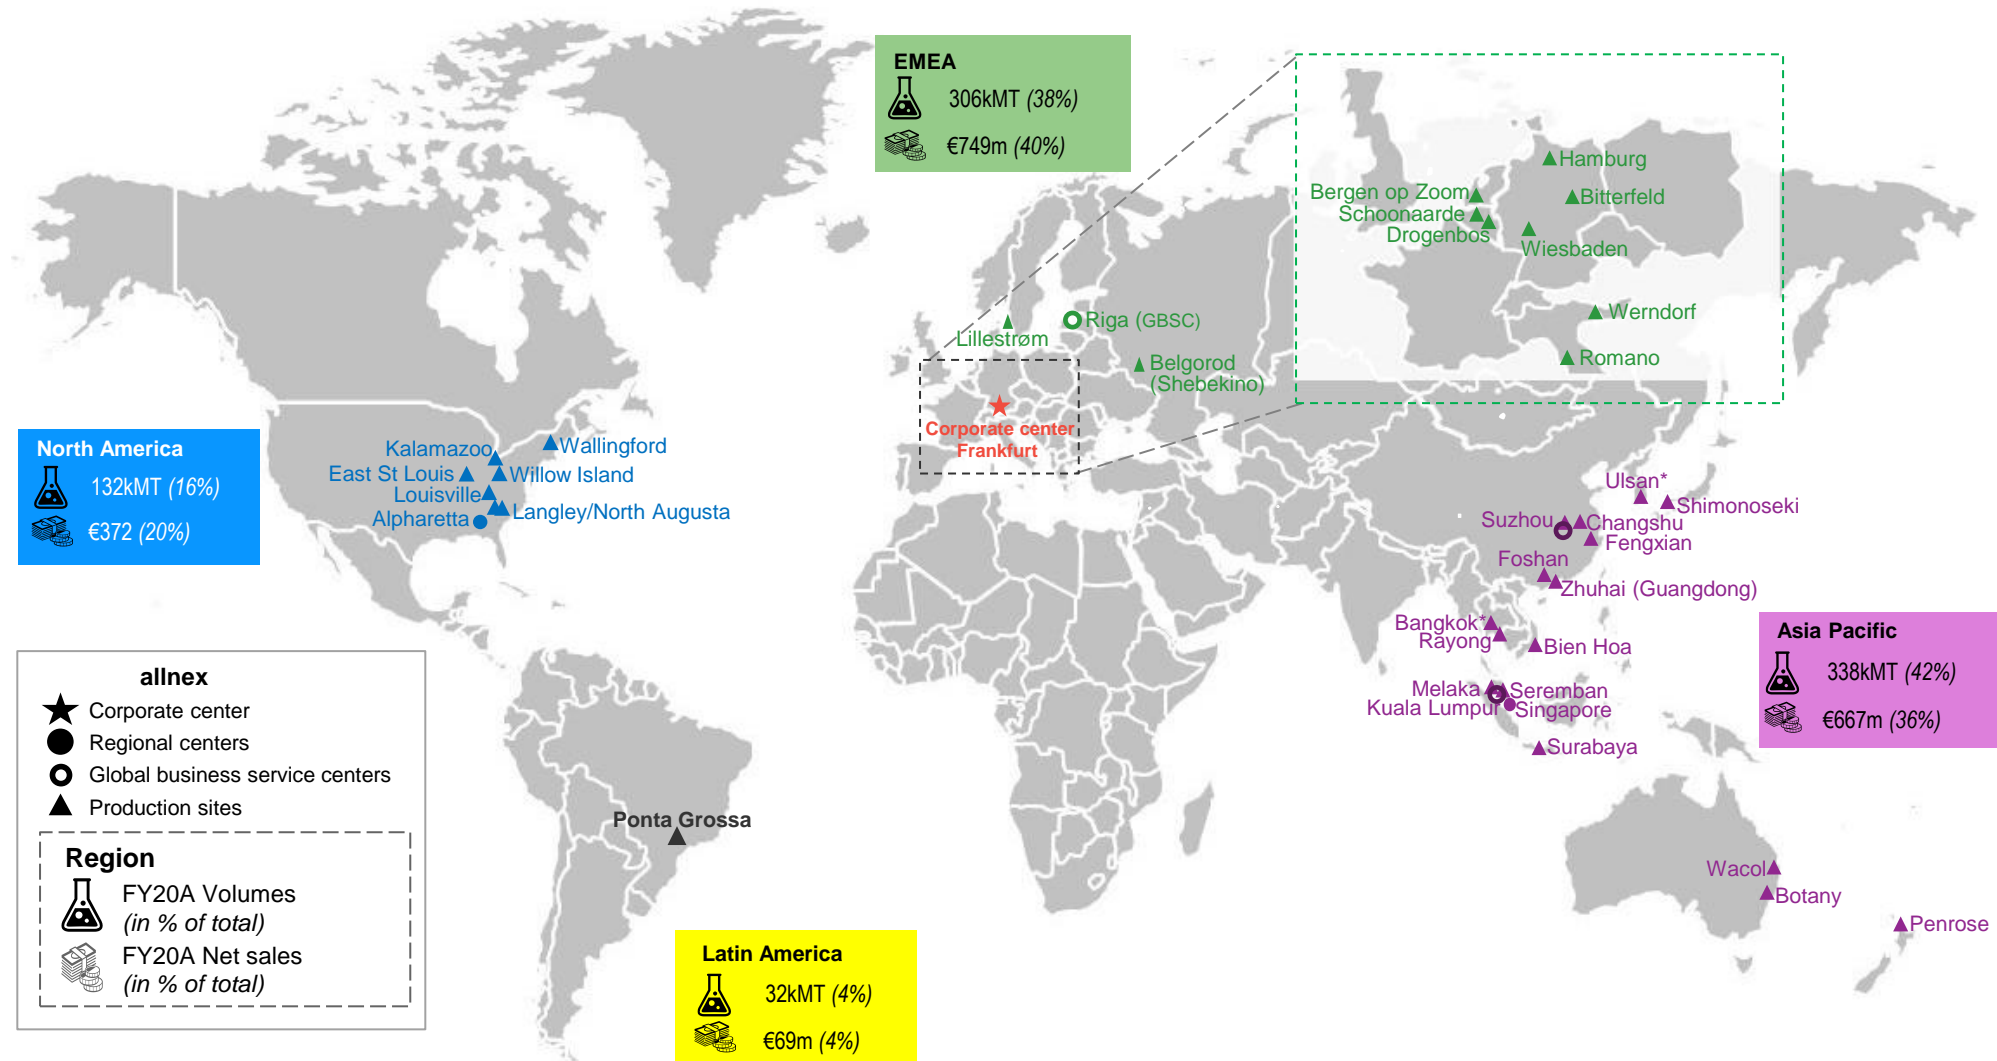 EMEA
306kMT (38%)
€749m (40%)
Hamburg
Bergen op Zoom
Bitterfeld
Schoonaarde
Drogenbos
Wiesbaden
Werndorf
Romano
Riga (GBSC)
Lillestrøm
Belgorod
(Shebekino)
Corporate center
Frankfurt
North America
132kMT (16%)
€372 (20%)
Kalamazoo
Wallingford
East St Louis
Willow Island
Louisville
Langley/North Augusta
Alpharetta
Ulsan*
Shimonoseki
Suzhou
Changshu
Fengxian
Foshan
Zhuhai (Guangdong)
Bangkok*
Rayong
Bien Hoa
Melaka
Seremban
Kuala Lumpur
Singapore
Surabaya
Asia Pacific
338kMT (42%)
€667m (36%)
Wacol
Botany
Penrose
Ponta Grossa
Latin America
32kMT (4%)
€69m (4%)
allnex
Corporate center
Regional centers
Global business service centers
Production sites
Region
FY20A Volumes
(in % of total)
FY20A Net sales
(in % of total)